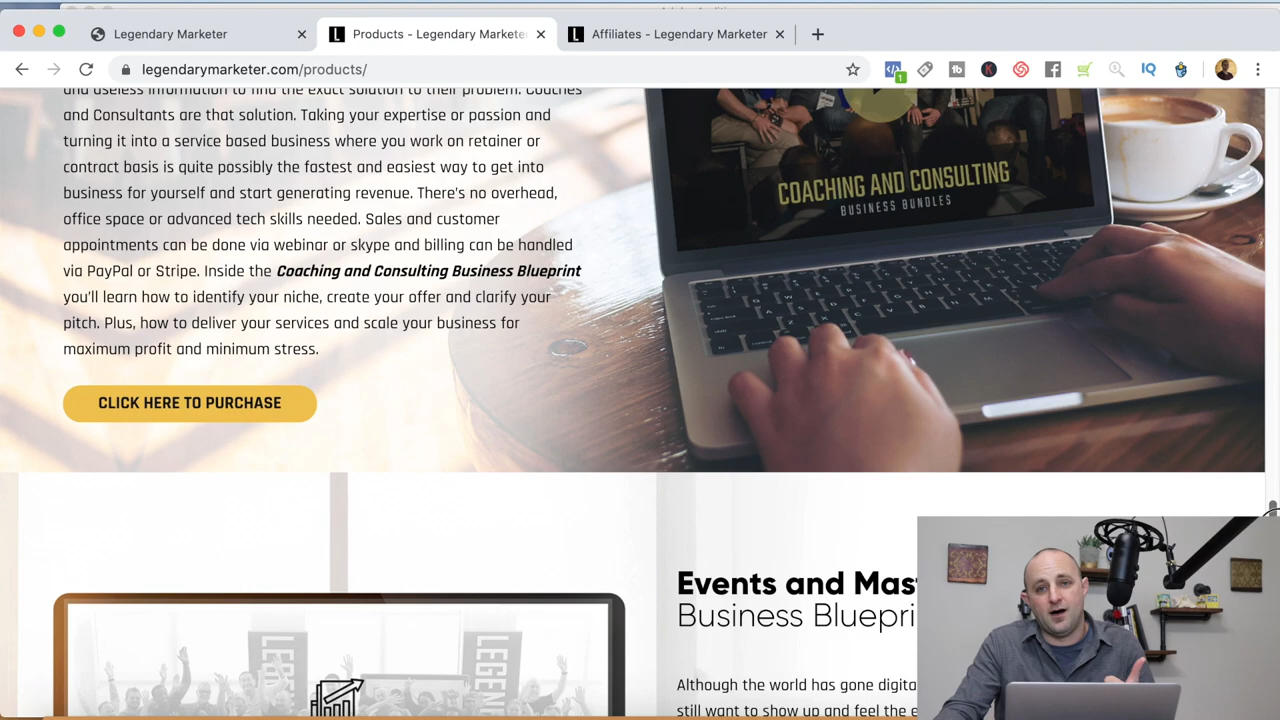 Legendary Marketer
Products - Legendary Markete
Affiliates - Legendary Marketer
legendarymarketer.com/products/
1
and useless information to find the exact solution to their problem. Coaches
and Consultants are that solution. Taking your expertise or passion and
turning it into a service based business where you work on retainer or
contract basis is quite possibly the fastest and easiest way to get into
business for yourself and start generating revenue. There's no overhead,
office space or advanced tech skills needed. Sales and customer
appointments can be done via webinar or skype and billing can be handled
via PayPal or Stripe. Inside the Coaching and Consulting Business Blueprint
you'll learn how to identify your niche, create your offer and clarify your
pitch. Plus, how to deliver your services and scale your business for
maximum profit and minimum stress.
CLICK HERE TO PURCHASE
COACHING AND CONSULTING
BUSINESS BUNDLES
Events and Mas
Business Bluepri
Although the world has gone digita
still want to show up and feel the e
LEGEN
LEGEND